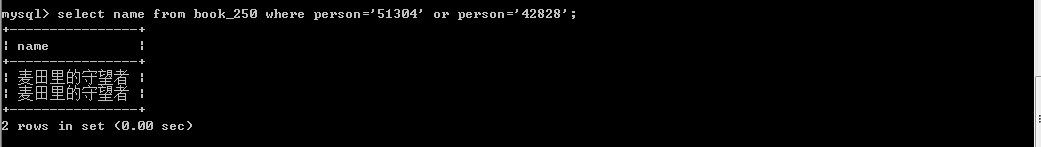 mysql> select name from book_250 where person='51304' or person='42828';
+----------------+
| name           |
+----------------+
| 麦田里的守望者 |
| 麦田里的守望者 |
+----------------+
2 rows in set (0.00 sec)